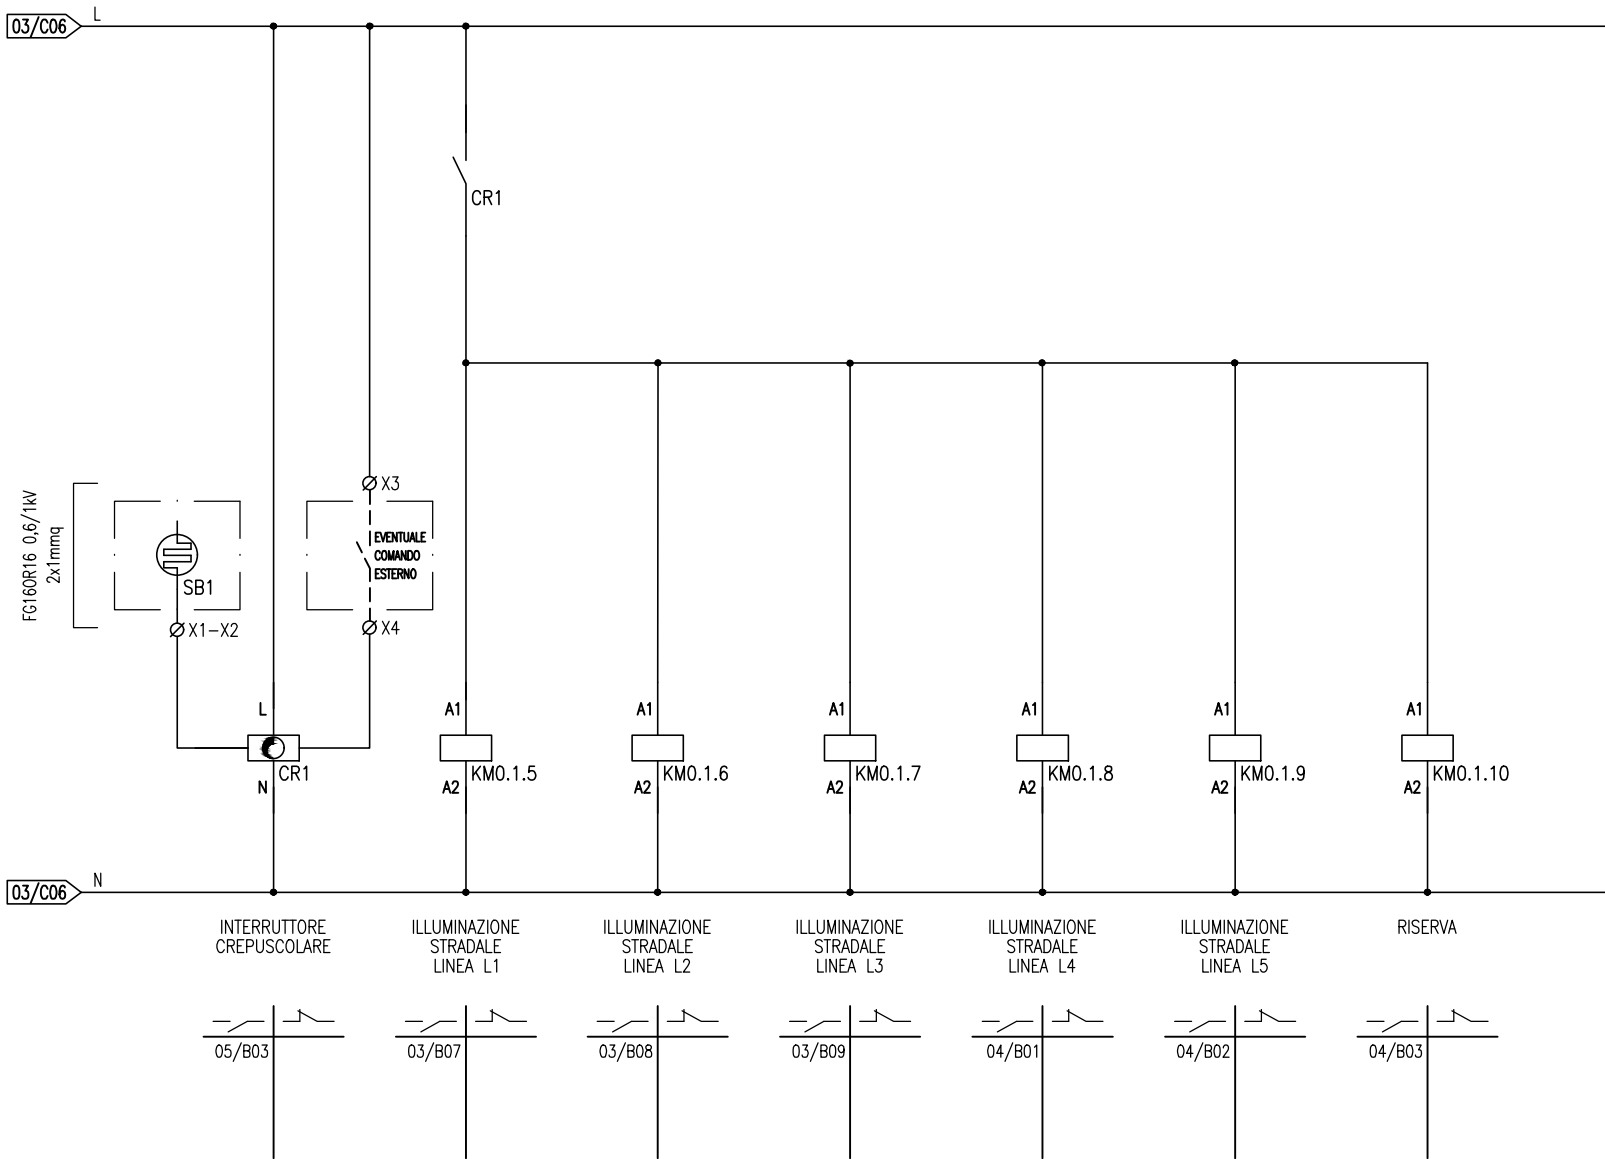 03/C06
L
CR1
X3
FG16OR16 0,6/1kV
2x1mmq
EVENTUALE
COMANDO
ESTERNO
SB1
X1-X2
X4
L
A1
A1
A1
A1
A1
A1
CR1
KM0.1.5
KM0.1.6
KM0.1.7
KM0.1.8
KM0.1.9
KM0.1.10
N
A2
A2
A2
A2
A2
A2
03/C06
N
INTERRUTTORE
CREPUSCOLARE
ILLUMINAZIONE
STRADALE
LINEA L1
ILLUMINAZIONE
STRADALE
LINEA L2
ILLUMINAZIONE
STRADALE
LINEA L3
ILLUMINAZIONE
STRADALE
LINEA L4
ILLUMINAZIONE
STRADALE
LINEA L5
RISERVA
05/B03
03/B07
03/B08
03/B09
04/B01
04/B02
04/B03